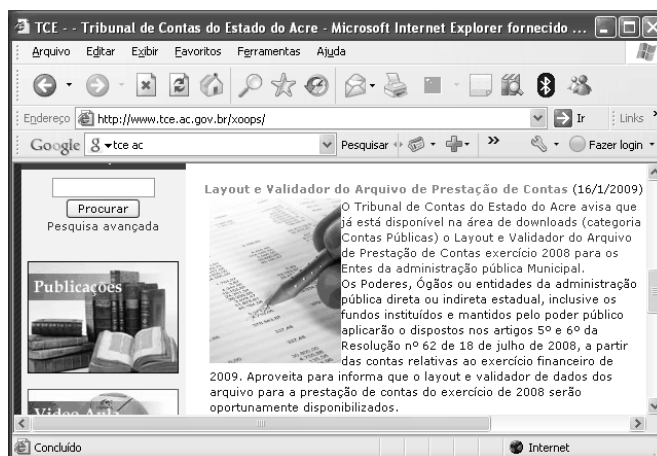 TCE - - Tribunal de Contas do Estado do Acre - Microsoft Internet Explorer fornecido ...
Arquivo Editar Exibir Favoritos Ferramentas Ajuda
Endereço http://www.tce.ac.gov.br/xoops/ Ir Links
Google tce ac Pesquisar Fazer login
Procurar
Pesquisa avançada
Publicações
Video Aula
Layout e Validador do Arquivo de Prestação de Contas (16/1/2009)
O Tribunal de Contas do Estado do Acre avisa que
já está disponível na área de downloads (categoria
Contas Públicas) o Layout e Validador do Arquivo
de Prestação de Contas exercício 2008 para os
Entes da administração pública Municipal.
Os Poderes, Ógãos ou entidades da administração
pública direta ou indireta estadual, inclusive os
fundos instituídos e mantidos pelo poder público
aplicarão o dispostos nos artigos 5º e 6º da
Resolução nº 62 de 18 de julho de 2008, a partir
das contas relativas ao exercício financeiro de
2009. Aproveita para informa que o layout e validador de dados dos
arquivo para a prestação de contas do exercício de 2008 serão
oportunamente disponibilizados.
Concluído Internet